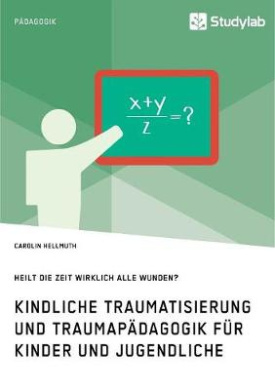 PÄDAGOGIK
Studylab
x+y
z
=?
CAROLIN HELLMUTH
HEILT DIE ZEIT WIRKLICH ALLE WUNDEN?
KINDLICHE TRAUMATISIERUNG
UND TRAUMAPÄDAGOGIK FÜR
KINDER UND JUGENDLICHE